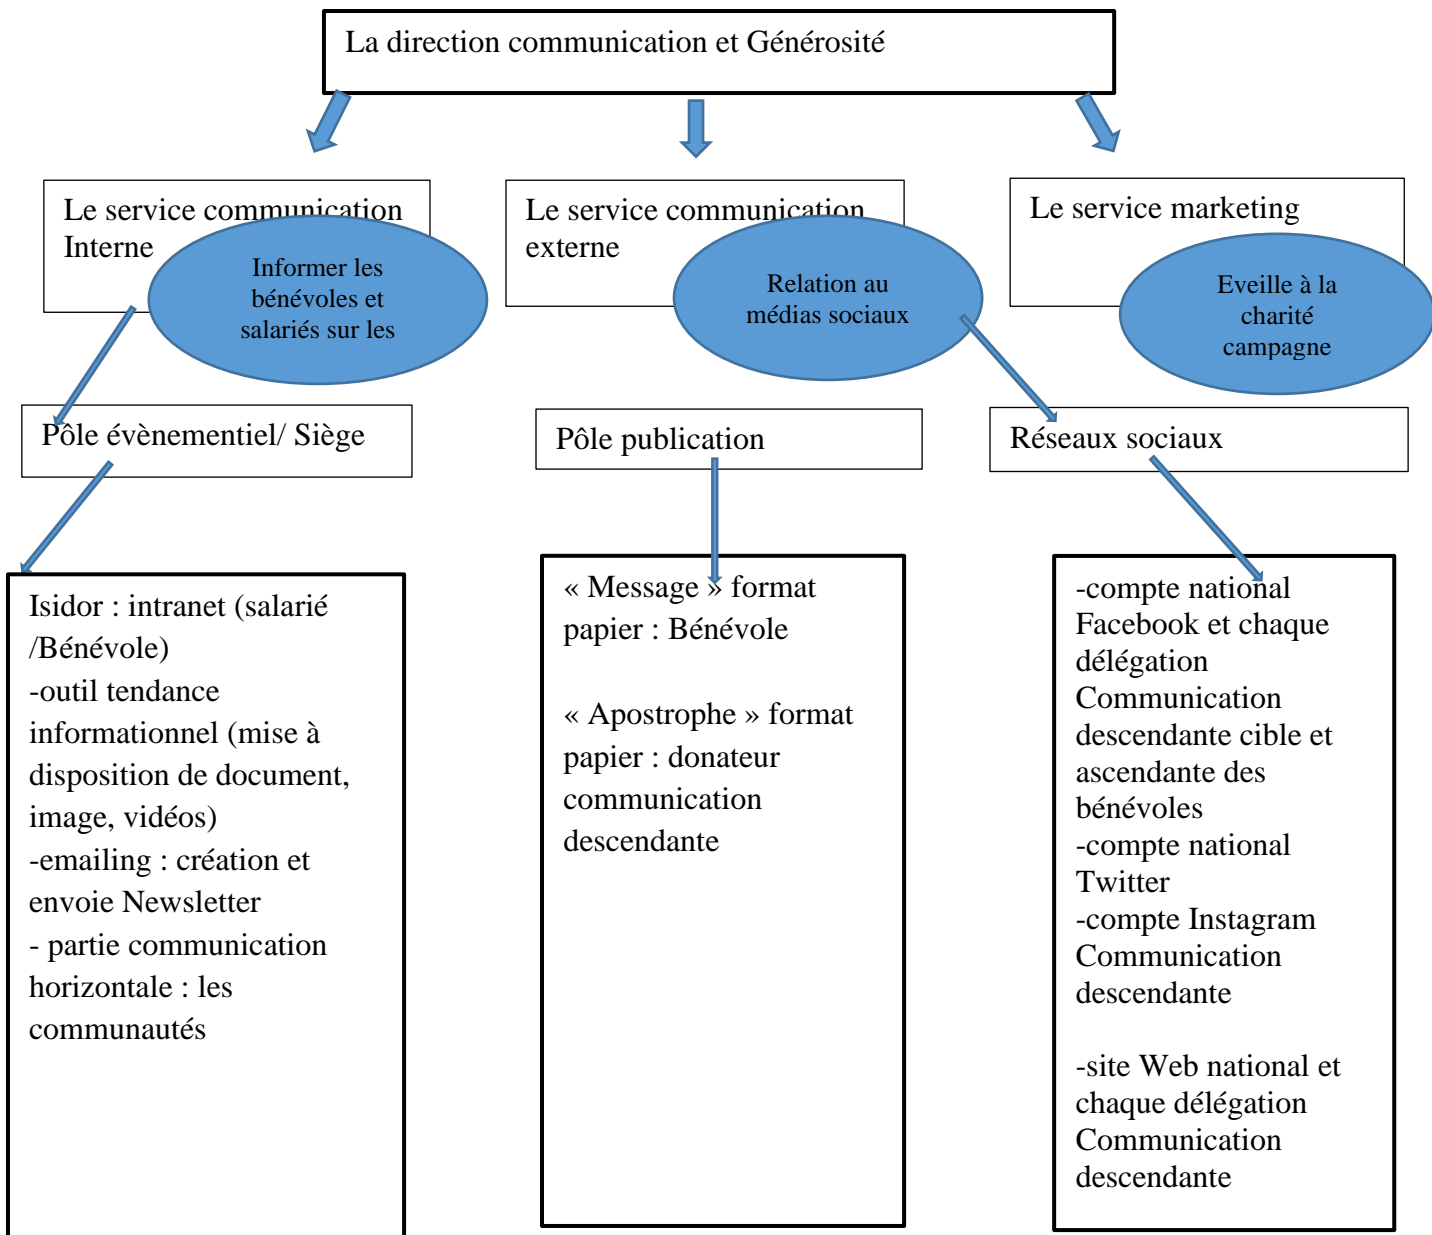 La direction communication et Générosité
Le service communication
Interne
Informer les
bénévoles et
salariés sur les
Le service communication
externe
Relation au
médias sociaux
Le service marketing
Eveille à la
charité
campagne
Pôle évènementiel/ Siège
Pôle publication
Réseaux sociaux
Isidor : intranet (salarié
/Bénévole)
-outil tendance
informationnel (mise à
disposition de document,
image, vidéos)
-emailing : création et
envoie Newsletter
- partie communication
horizontale : les
communautés
« Message » format
papier : Bénévole
« Apostrophe » format
papier : donateur
communication
descendante
-compte national
Facebook et chaque
délégation
Communication
descendante cible et
ascendante des
bénévoles
-compte national
Twitter
-compte Instagram
Communication
descendante
-site Web national et
chaque délégation
Communication
descendante